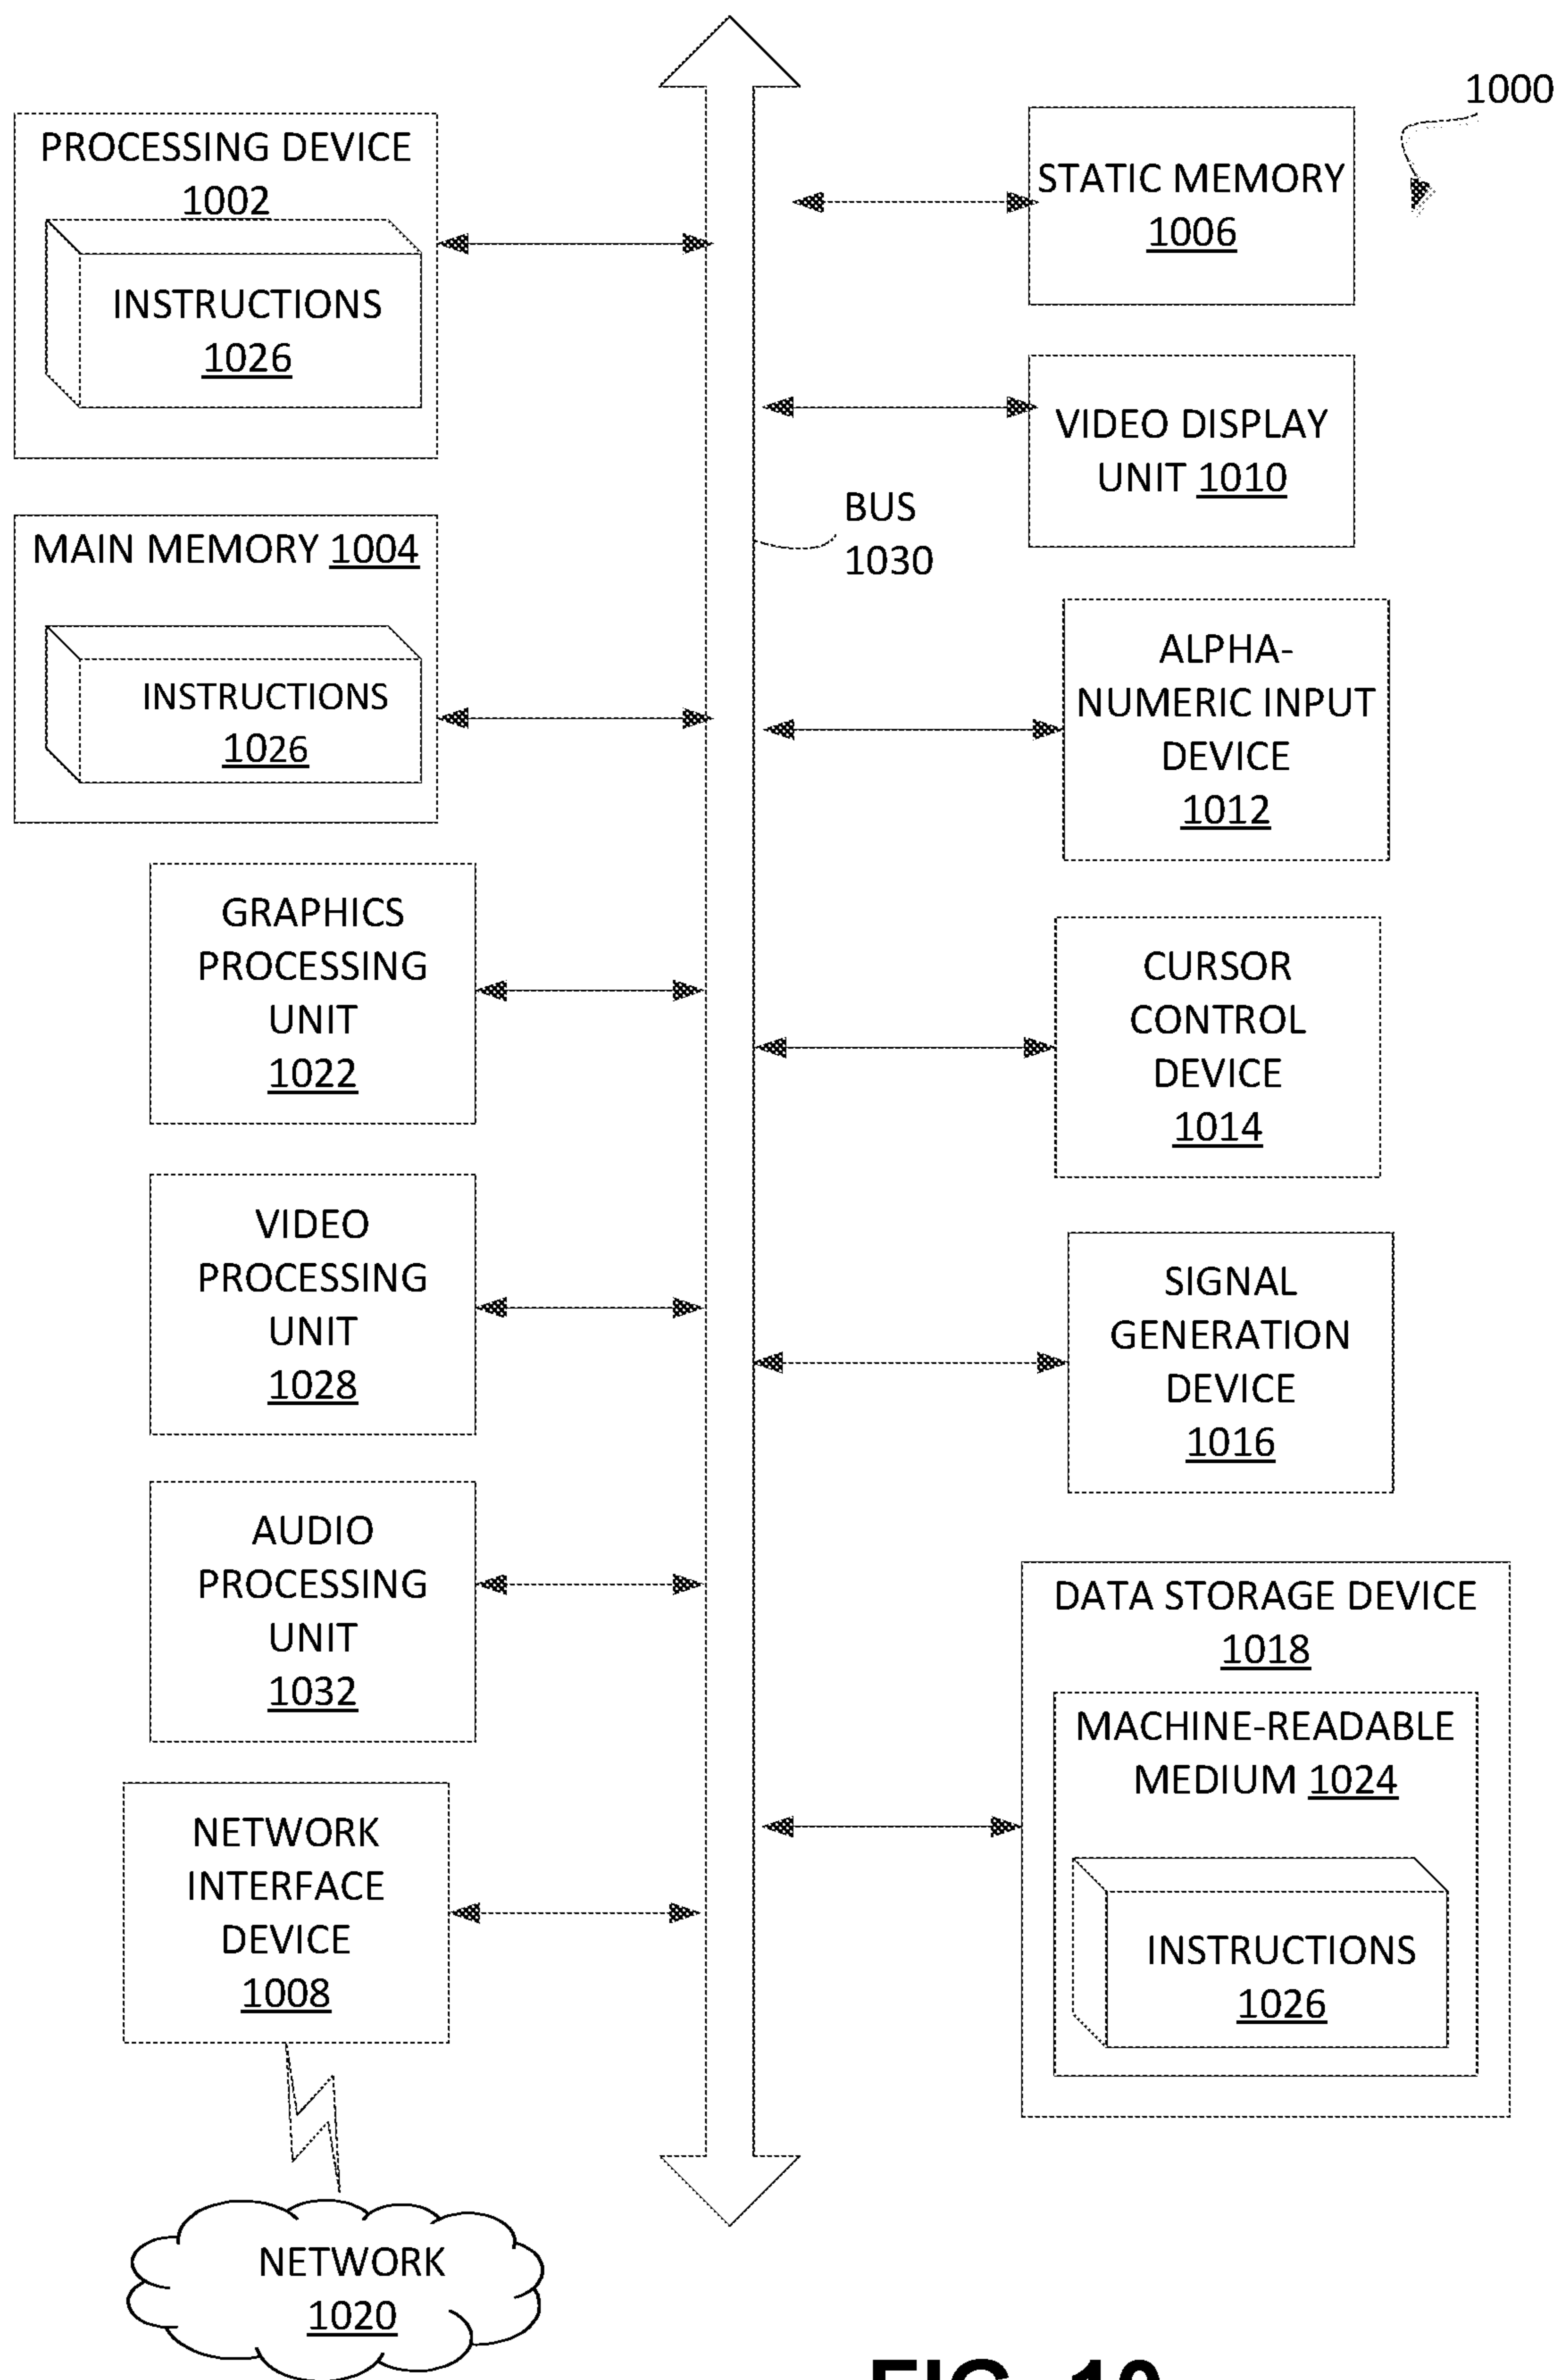 1000
PROCESSING DEVICE
1002
INSTRUCTIONS
1026
MAIN MEMORY 1004
INSTRUCTIONS
1026
GRAPHICS
PROCESSING
UNIT
1022
VIDEO
PROCESSING
UNIT
1028
AUDIO
PROCESSING
UNIT
1032
NETWORK
INTERFACE
DEVICE
1008
NETWORK
1020
BUS
1030
STATIC MEMORY
1006
VIDEO DISPLAY
UNIT 1010
ALPHA-
NUMERIC INPUT
DEVICE
1012
CURSOR
CONTROL
DEVICE
1014
SIGNAL
GENERATION
DEVICE
1016
DATA STORAGE DEVICE
1018
MACHINE-READABLE
MEDIUM 1024
INSTRUCTIONS
1026
FIG. 10